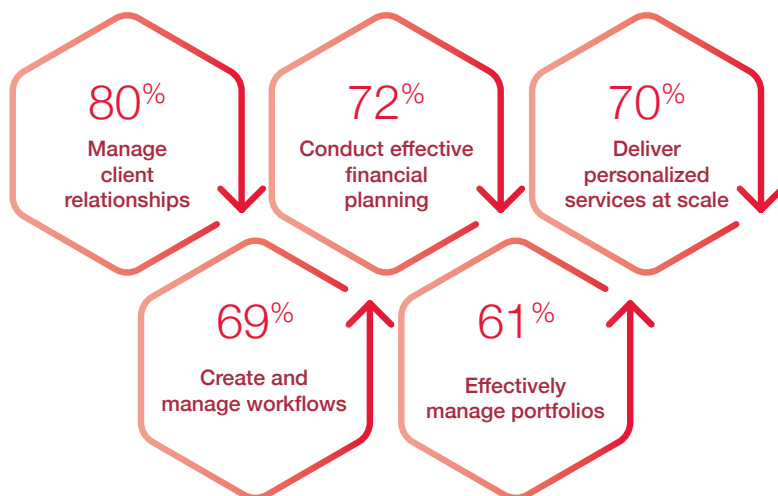 80%
Manage
client
relationships
72%
Conduct effective
financial
planning
70%
Deliver
personalized
services at scale
69%
Create and
manage workflows
61%
Effectively
manage portfolios